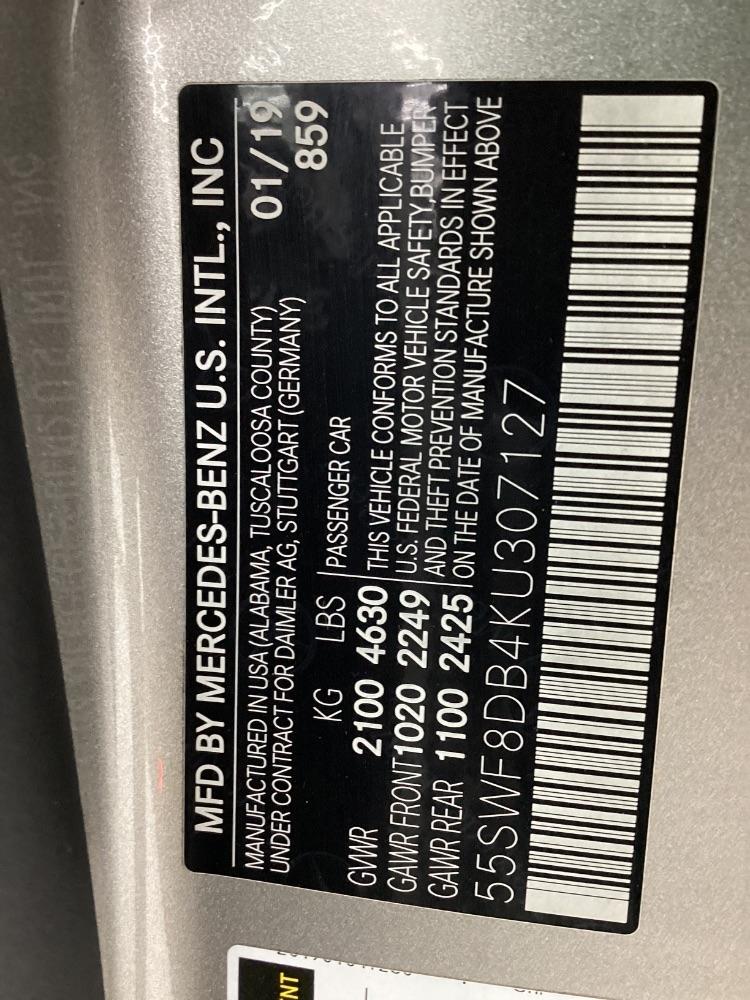 MFD BY MERCEDES-BENZ U.S. INTL., INC
MANUFACTURED IN USA (ALABAMA, TUSCALOOSA COUNTY) 01/19
UNDER CONTRACT FOR DAIMLER AG, STUTTGART (GERMANY) 859
KG LBS PASSENGER CAR
GVWR 2100 4630 THIS VEHICLE CONFORMS TO ALL APPLICABLE
GAWR FRONT 1020 2249 U.S. FEDERAL MOTOR VEHICLE SAFETY,BUMPER
GAWR REAR 1100 2425 AND THEFT PREVENTION STANDARDS IN EFFECT
ON THE DATE OF MANUFACTURE SHOWN ABOVE
55SWF8DB4KU307127
NT